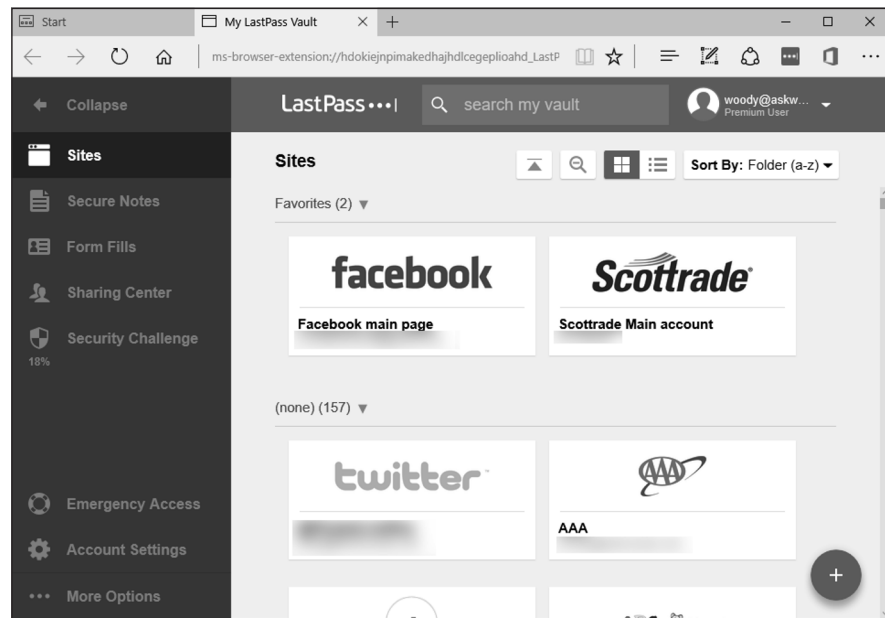 Start
My LastPass Vault
ms-browser-extension://hdokiejnpimakedhajhdlcegeplioahd_LastP
Collapse
LastPass
search my vault
woody@askw...
Premium User
Sites
Sites
Sort By: Folder (a-z)
Secure Notes
Favorites (2)
Form Fills
facebook
Scottrade
Sharing Center
Facebook main page
Scottrade Main account
Security Challenge
18%
(none) (157)
twitter
AAA
Emergency Access
AAA
Account Settings
More Options